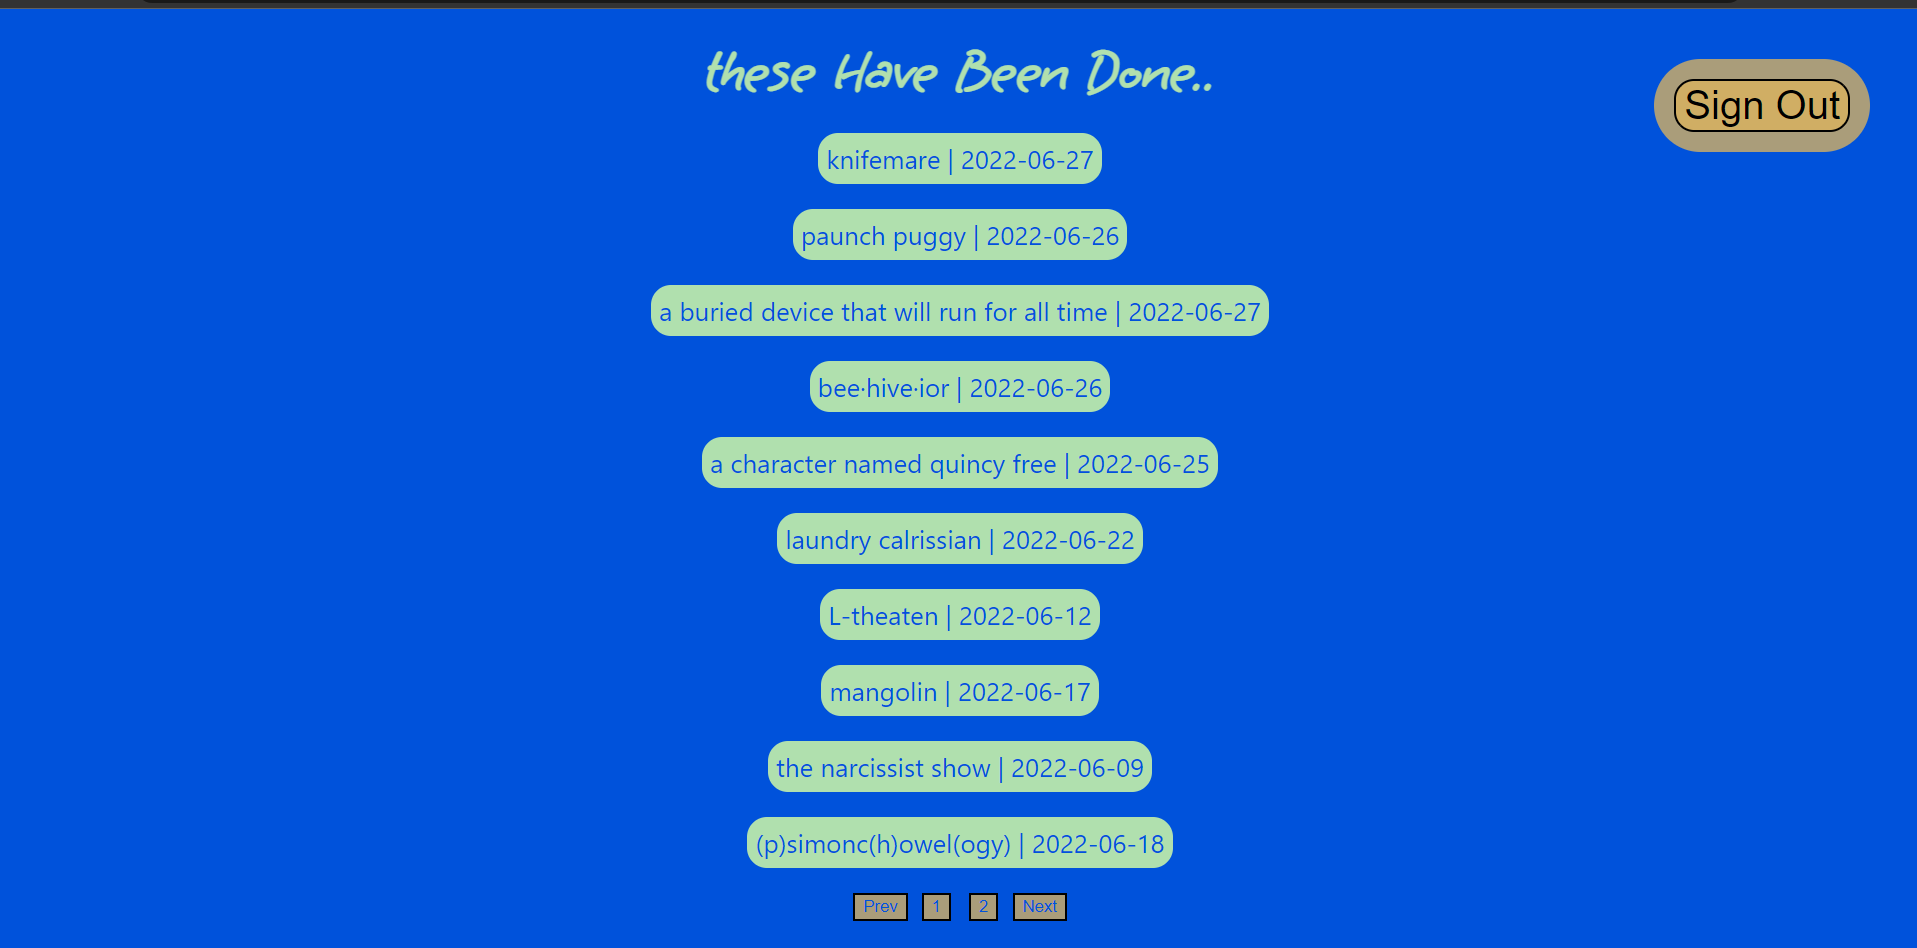 these Have Been Done..
Sign Out
knifemare | 2022-06-27
paunch puggy | 2022-06-26
a buried device that will run for all time | 2022-06-27
bee·hive·ior | 2022-06-26
a character named quincy free | 2022-06-25
laundry calrissian | 2022-06-22
L-theaten | 2022-06-12
mangolin | 2022-06-17
the narcissist show | 2022-06-09
(p)simonc(h)owel(ogy) | 2022-06-18
Prev 1 2 Next